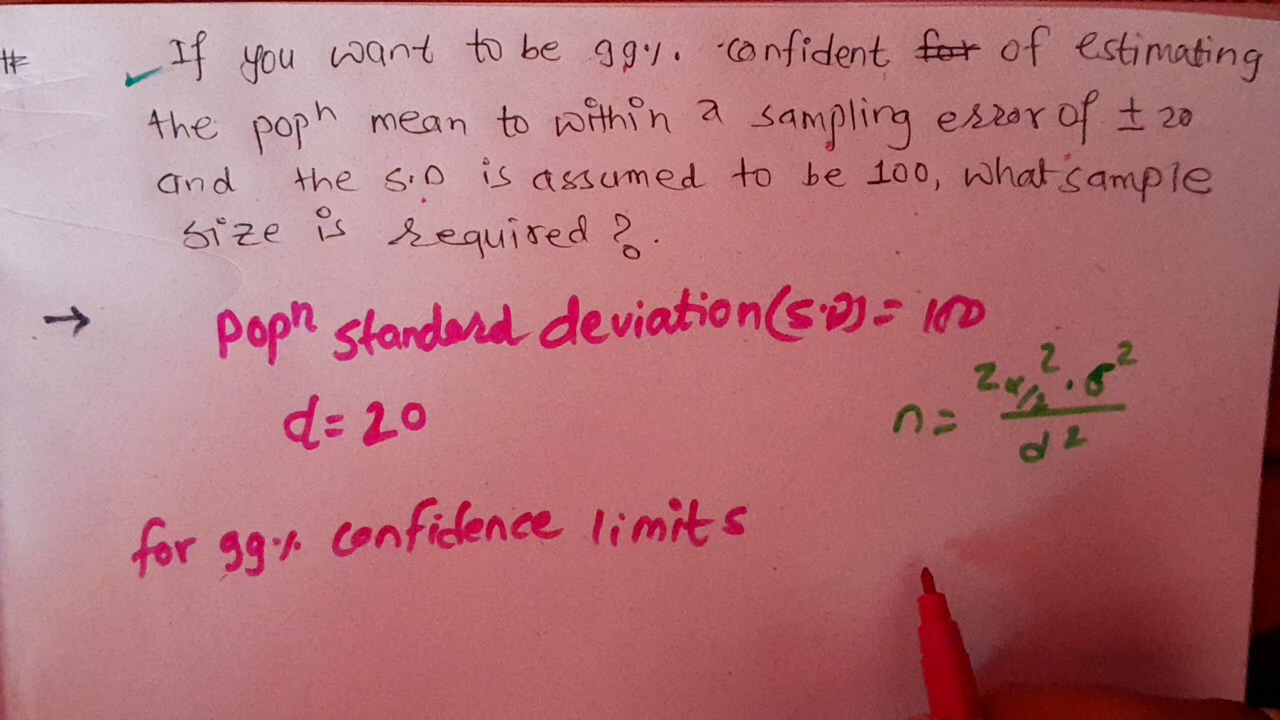 # If you want to be 99%. confident for of estimating
the popn mean to within a sampling error of ± 20
and the S.D is assumed to be 100, what sample
size is required ?.
→ Popn standard deviation (S.D) = 100
d = 20
n = Zα/2² · σ² / d²
for 99% confidence limits